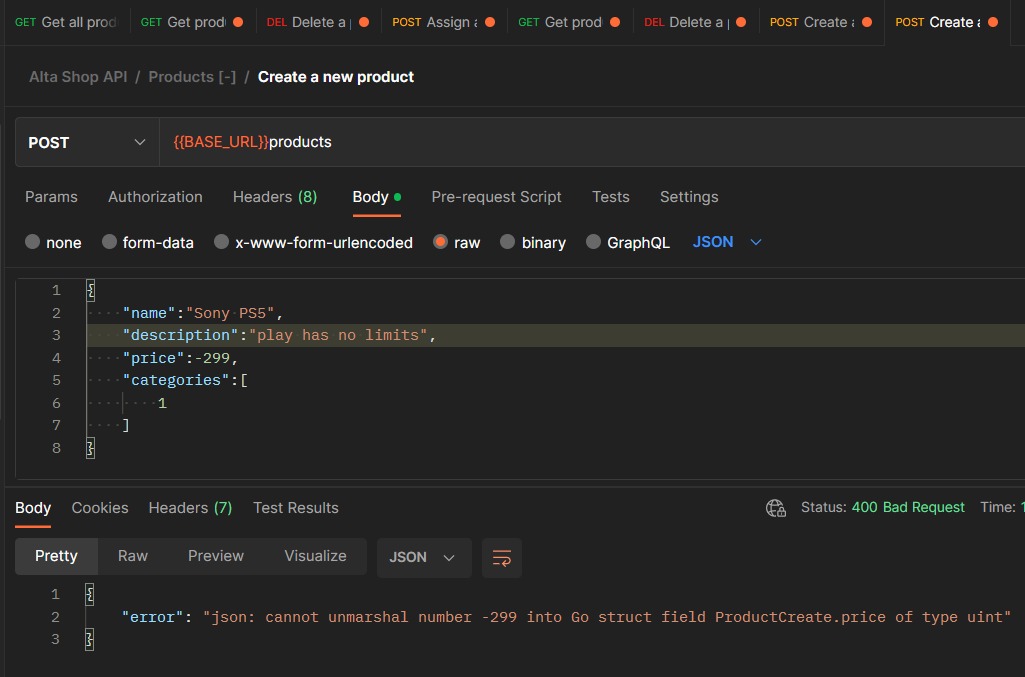 GET Get all prod GET Get prod DEL Delete a POST Assign GET Get prod DEL Delete a POST Create POST Create
Alta Shop API / Products [-] / Create a new product
POST {{BASE_URL}}products
Params Authorization Headers (8) Body Pre-request Script Tests Settings
none form-data x-www-form-urlencoded raw binary GraphQL JSON
1 {
2 "name":"Sony PS5",
3 "description":"play has no limits",
4 "price":-299,
5 "categories":[
6 1
7 ]
8 }
Body Cookies Headers (7) Test Results Status: 400 Bad Request Time: 1
Pretty Raw Preview Visualize JSON
1 {
2 "error": "json: cannot unmarshal number -299 into Go struct field ProductCreate.price of type uint"
3 }